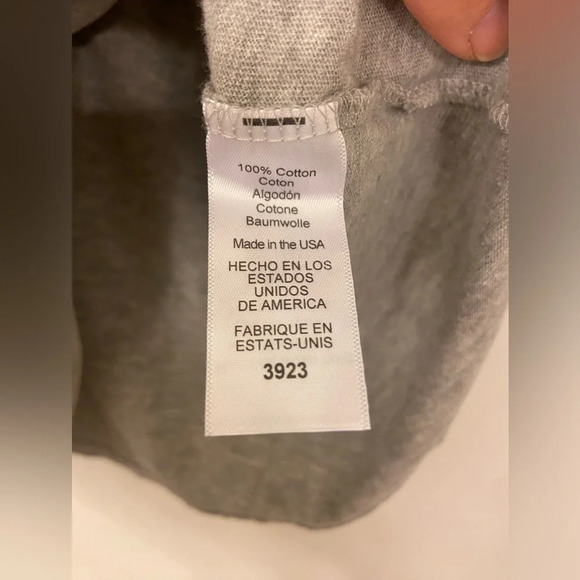 100% Cotton
Coton
Algodón
Cotone
Baumwolle
Made in the USA
HECHO EN LOS
ESTADOS
UNIDOS
DE AMERICA
FABRIQUE EN
ESTATS-UNIS
3923